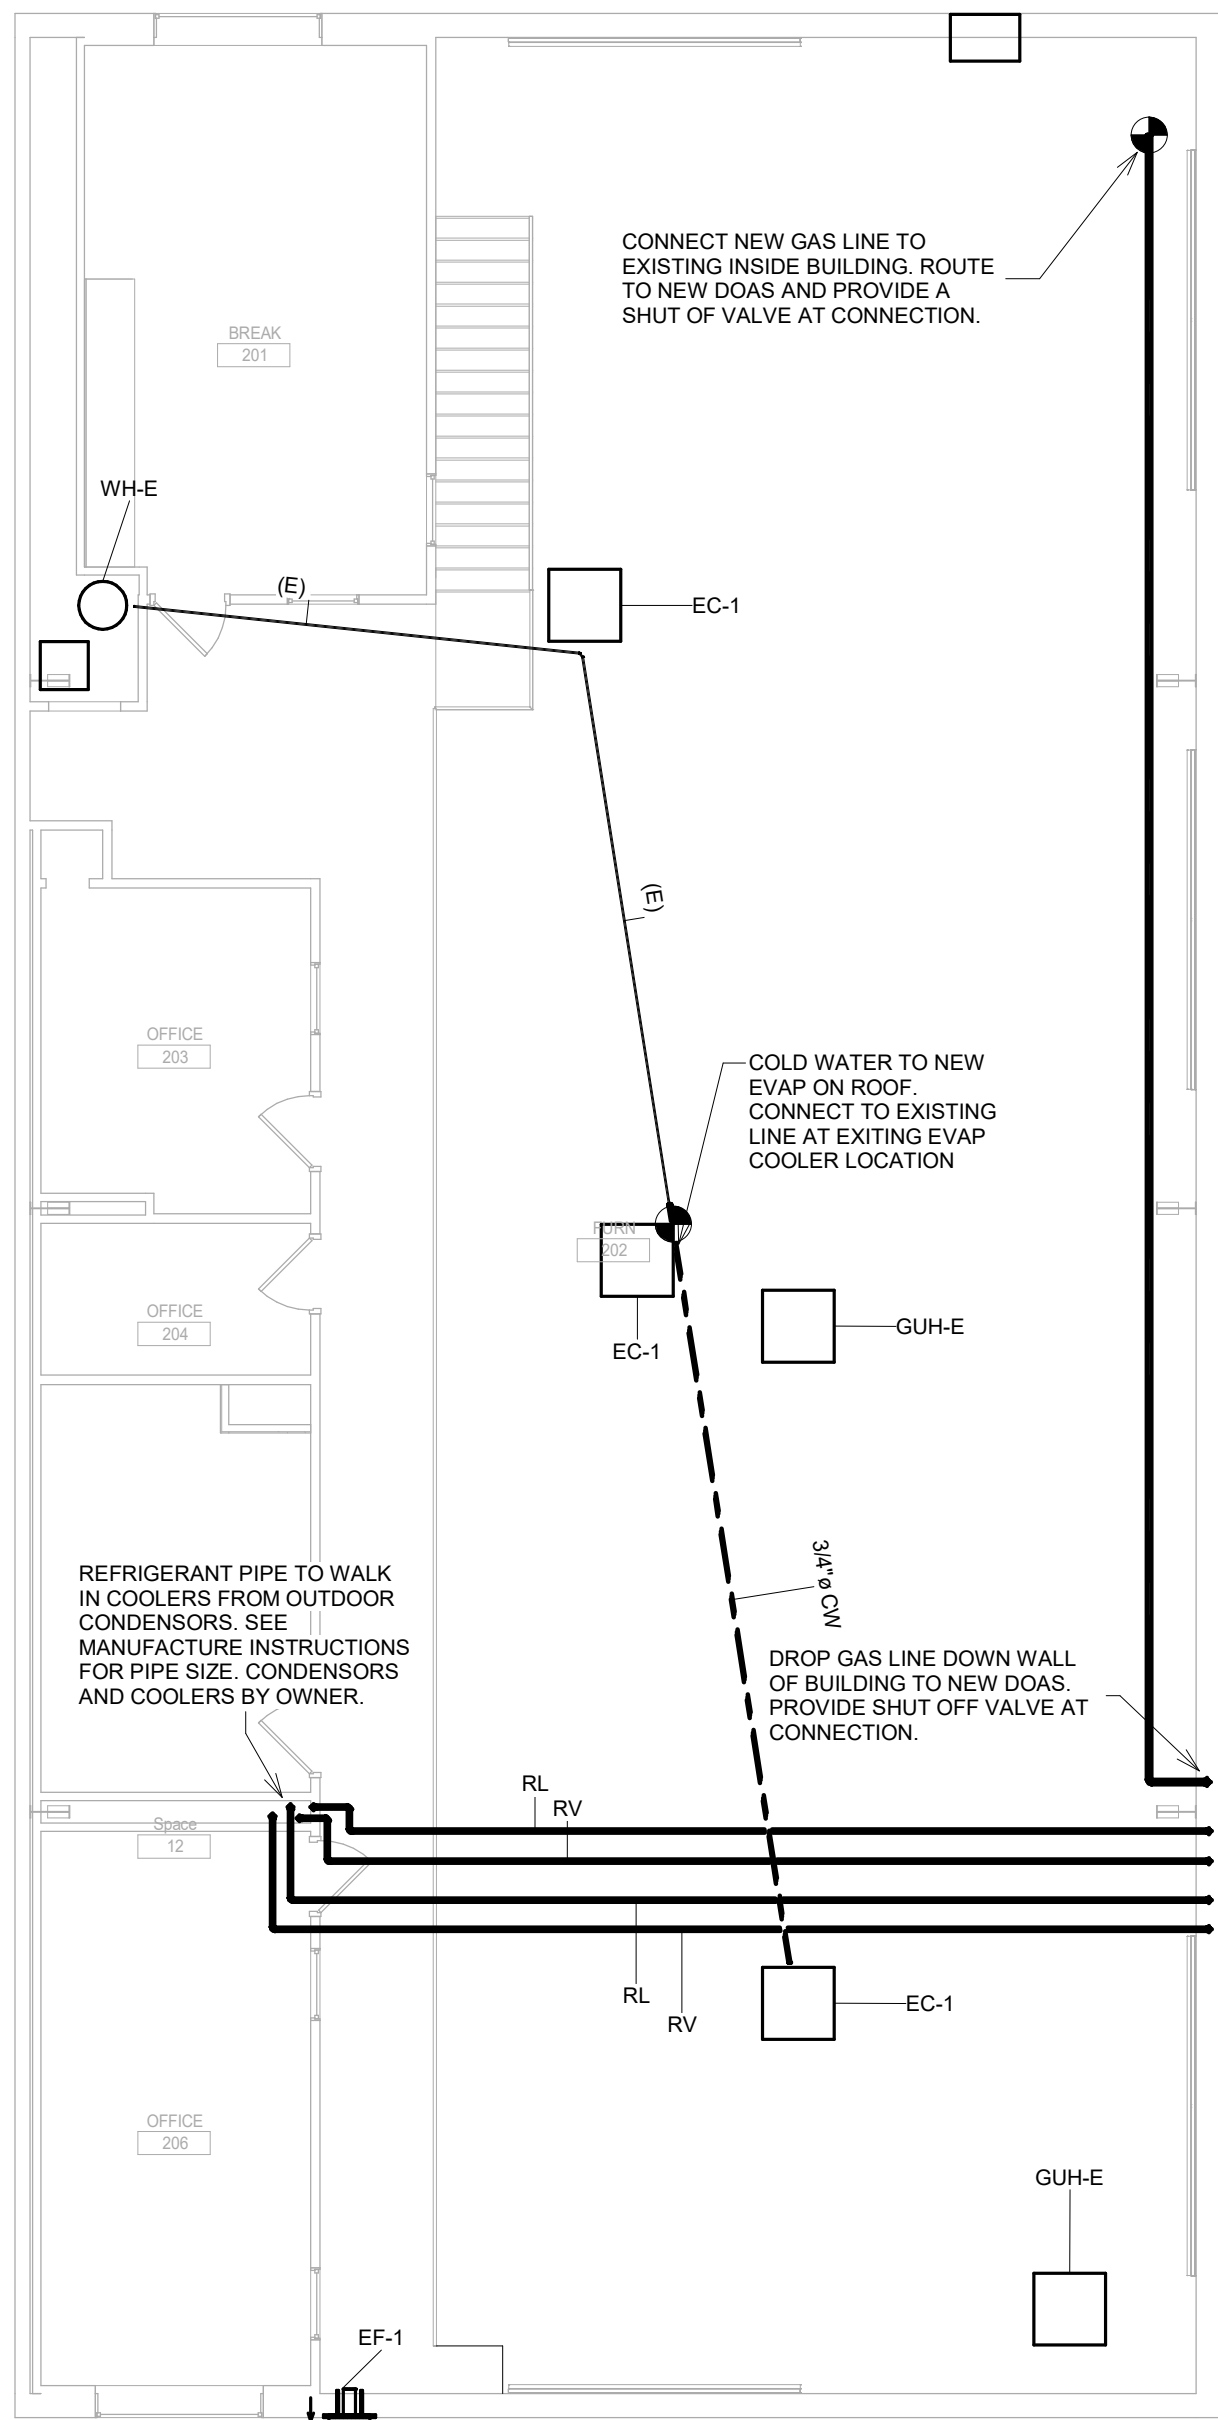 CONNECT NEW GAS LINE TO
EXISTING INSIDE BUILDING. ROUTE
TO NEW DOAS AND PROVIDE A
SHUT OF VALVE AT CONNECTION.
BREAK
201
WH-E
(E)
EC-1
(E)
OFFICE
203
COLD WATER TO NEW
EVAP ON ROOF.
CONNECT TO EXISTING
LINE AT EXITING EVAP
COOLER LOCATION
FURN
202
OFFICE
204
GUH-E
EC-1
3/4"ø CW
REFRIGERANT PIPE TO WALK
IN COOLERS FROM OUTDOOR
CONDENSORS. SEE
MANUFACTURE INSTRUCTIONS
FOR PIPE SIZE. CONDENSORS
AND COOLERS BY OWNER.
DROP GAS LINE DOWN WALL
OF BUILDING TO NEW DOAS.
PROVIDE SHUT OFF VALVE AT
CONNECTION.
RL
RV
Space
12
RL
RV
EC-1
OFFICE
206
GUH-E
EF-1